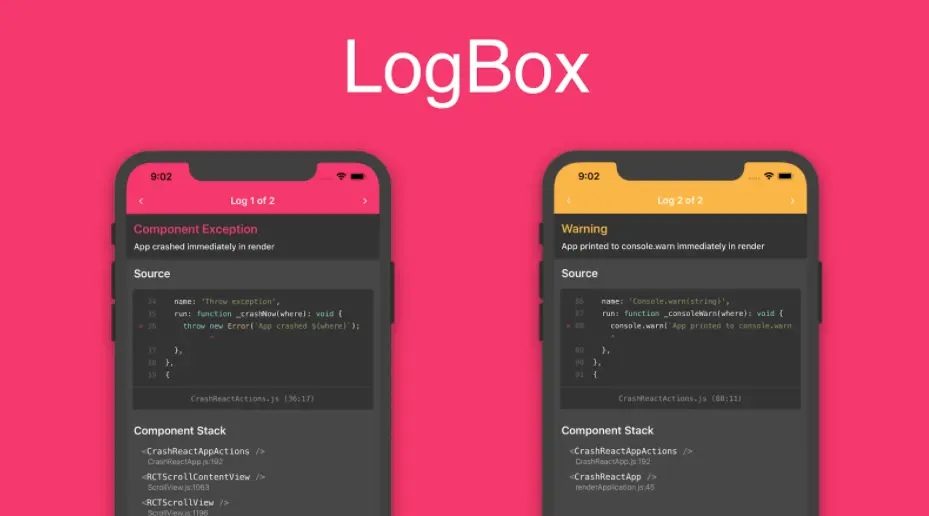 LogBox
9:02
Log 1 of 2
Component Exception
App crashed immediately in render
Source
34 name: 'Throw exception',
35 run: function _crashNow(where): void {
> 36 throw new Error(`App crashed ${where}`);
^
37 },
38 },
39 {
CrashReactActions.js (36:17)
Component Stack
<CrashReactAppActions />
CrashReactApp.js:192
<RCTScrollContentView />
ScrollView.js:1063
<RCTScrollView />
ScrollView.js:1196
9:02
Log 2 of 2
Warning
App printed to console.warn immediately in render
Source
86 name: 'Console.warn(string)',
87 run: function _consoleWarn(where): void {
> 88 console.warn(`App printed to console.warn
^
89 },
90 },
91 {
CrashReactActions.js (88:11)
Component Stack
<CrashReactAppActions />
CrashReactApp.js:192
<CrashReactApp />
renderApplication.js:45